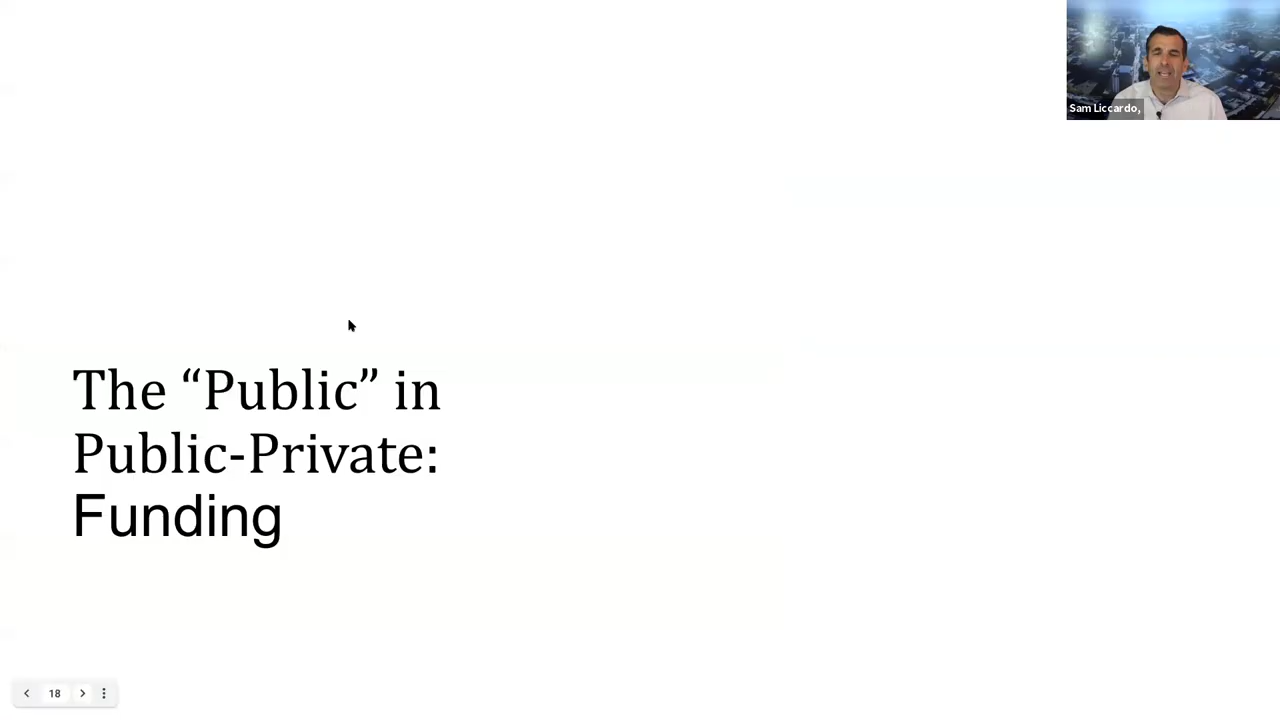 Sam Liccardo,
The “Public” in
Public-Private:
Funding
18